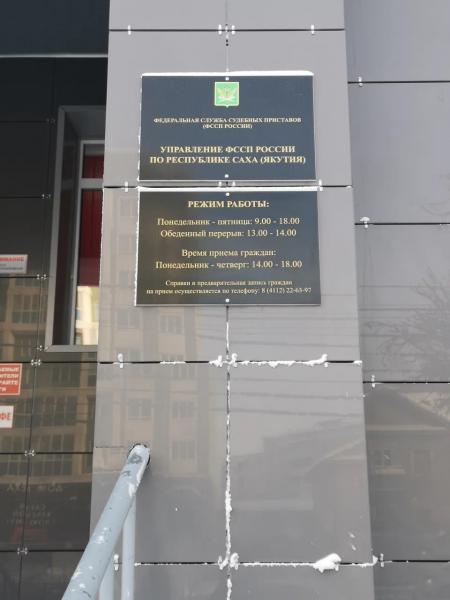 ФЕДЕРАЛЬНАЯ СЛУЖБА СУДЕБНЫХ ПРИСТАВОВ
(ФССП РОССИИ)
УПРАВЛЕНИЕ ФССП РОССИИ
ПО РЕСПУБЛИКЕ САХА (ЯКУТИЯ)
РЕЖИМ РАБОТЫ:
Понедельник - пятница: 9.00 - 18.00
Обеденный перерыв: 13.00 - 14.00
Время приема граждан:
Понедельник - четверг: 14.00 - 18.00
Справки и предварительная запись граждан
на прием осуществляется по телефону: 8 (4112) 22-63-97